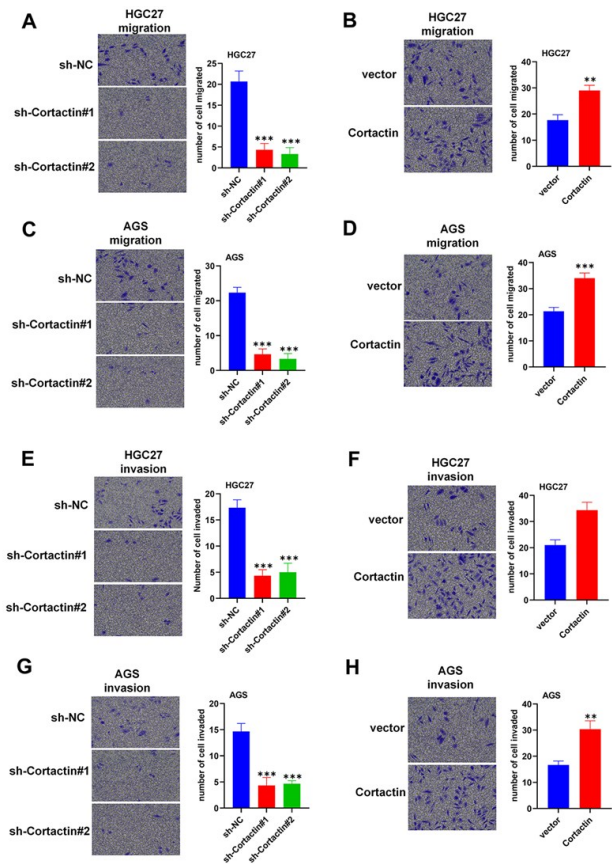 A
HGC27
migration
sh-NC
sh-Cortactin#1
sh-Cortactin#2
HGC27
number of cell migrated
25
20
15
10
5
0
***
***
sh-NC
sh-Cortactin#1
sh-Cortactin#2
B
HGC27
migration
vector
Cortactin
HGC27
number of cell migrated
40
30
20
10
0
**
vector
Cortactin
C
AGS
migration
sh-NC
sh-Cortactin#1
sh-Cortactin#2
AGS
number of cell migrated
30
20
10
0
***
***
sh-NC
sh-Cortactin#1
sh-Cortactin#2
D
AGS
migration
vector
Cortactin
AGS
number of cell migrated
40
30
20
10
0
***
vector
Cortactin
E
HGC27
invasion
sh-NC
sh-Cortactin#1
sh-Cortactin#2
HGC27
Number of cell invaded
20
15
10
5
0
***
***
sh-NC
sh-Cortactin#1
sh-Cortactin#2
F
HGC27
invasion
vector
Cortactin
HGC27
number of cell invaded
40
30
20
10
0
vector
Cortactin
G
AGS
invasion
sh-NC
sh-Cortactin#1
sh-Cortactin#2
AGS
number of cell invaded
20
15
10
5
0
***
***
sh-NC
sh-Cortactin#1
sh-Cortactin#2
H
AGS
invasion
vector
Cortactin
AGS
number of cell invaded
40
30
20
10
0
**
vector
Cortactin